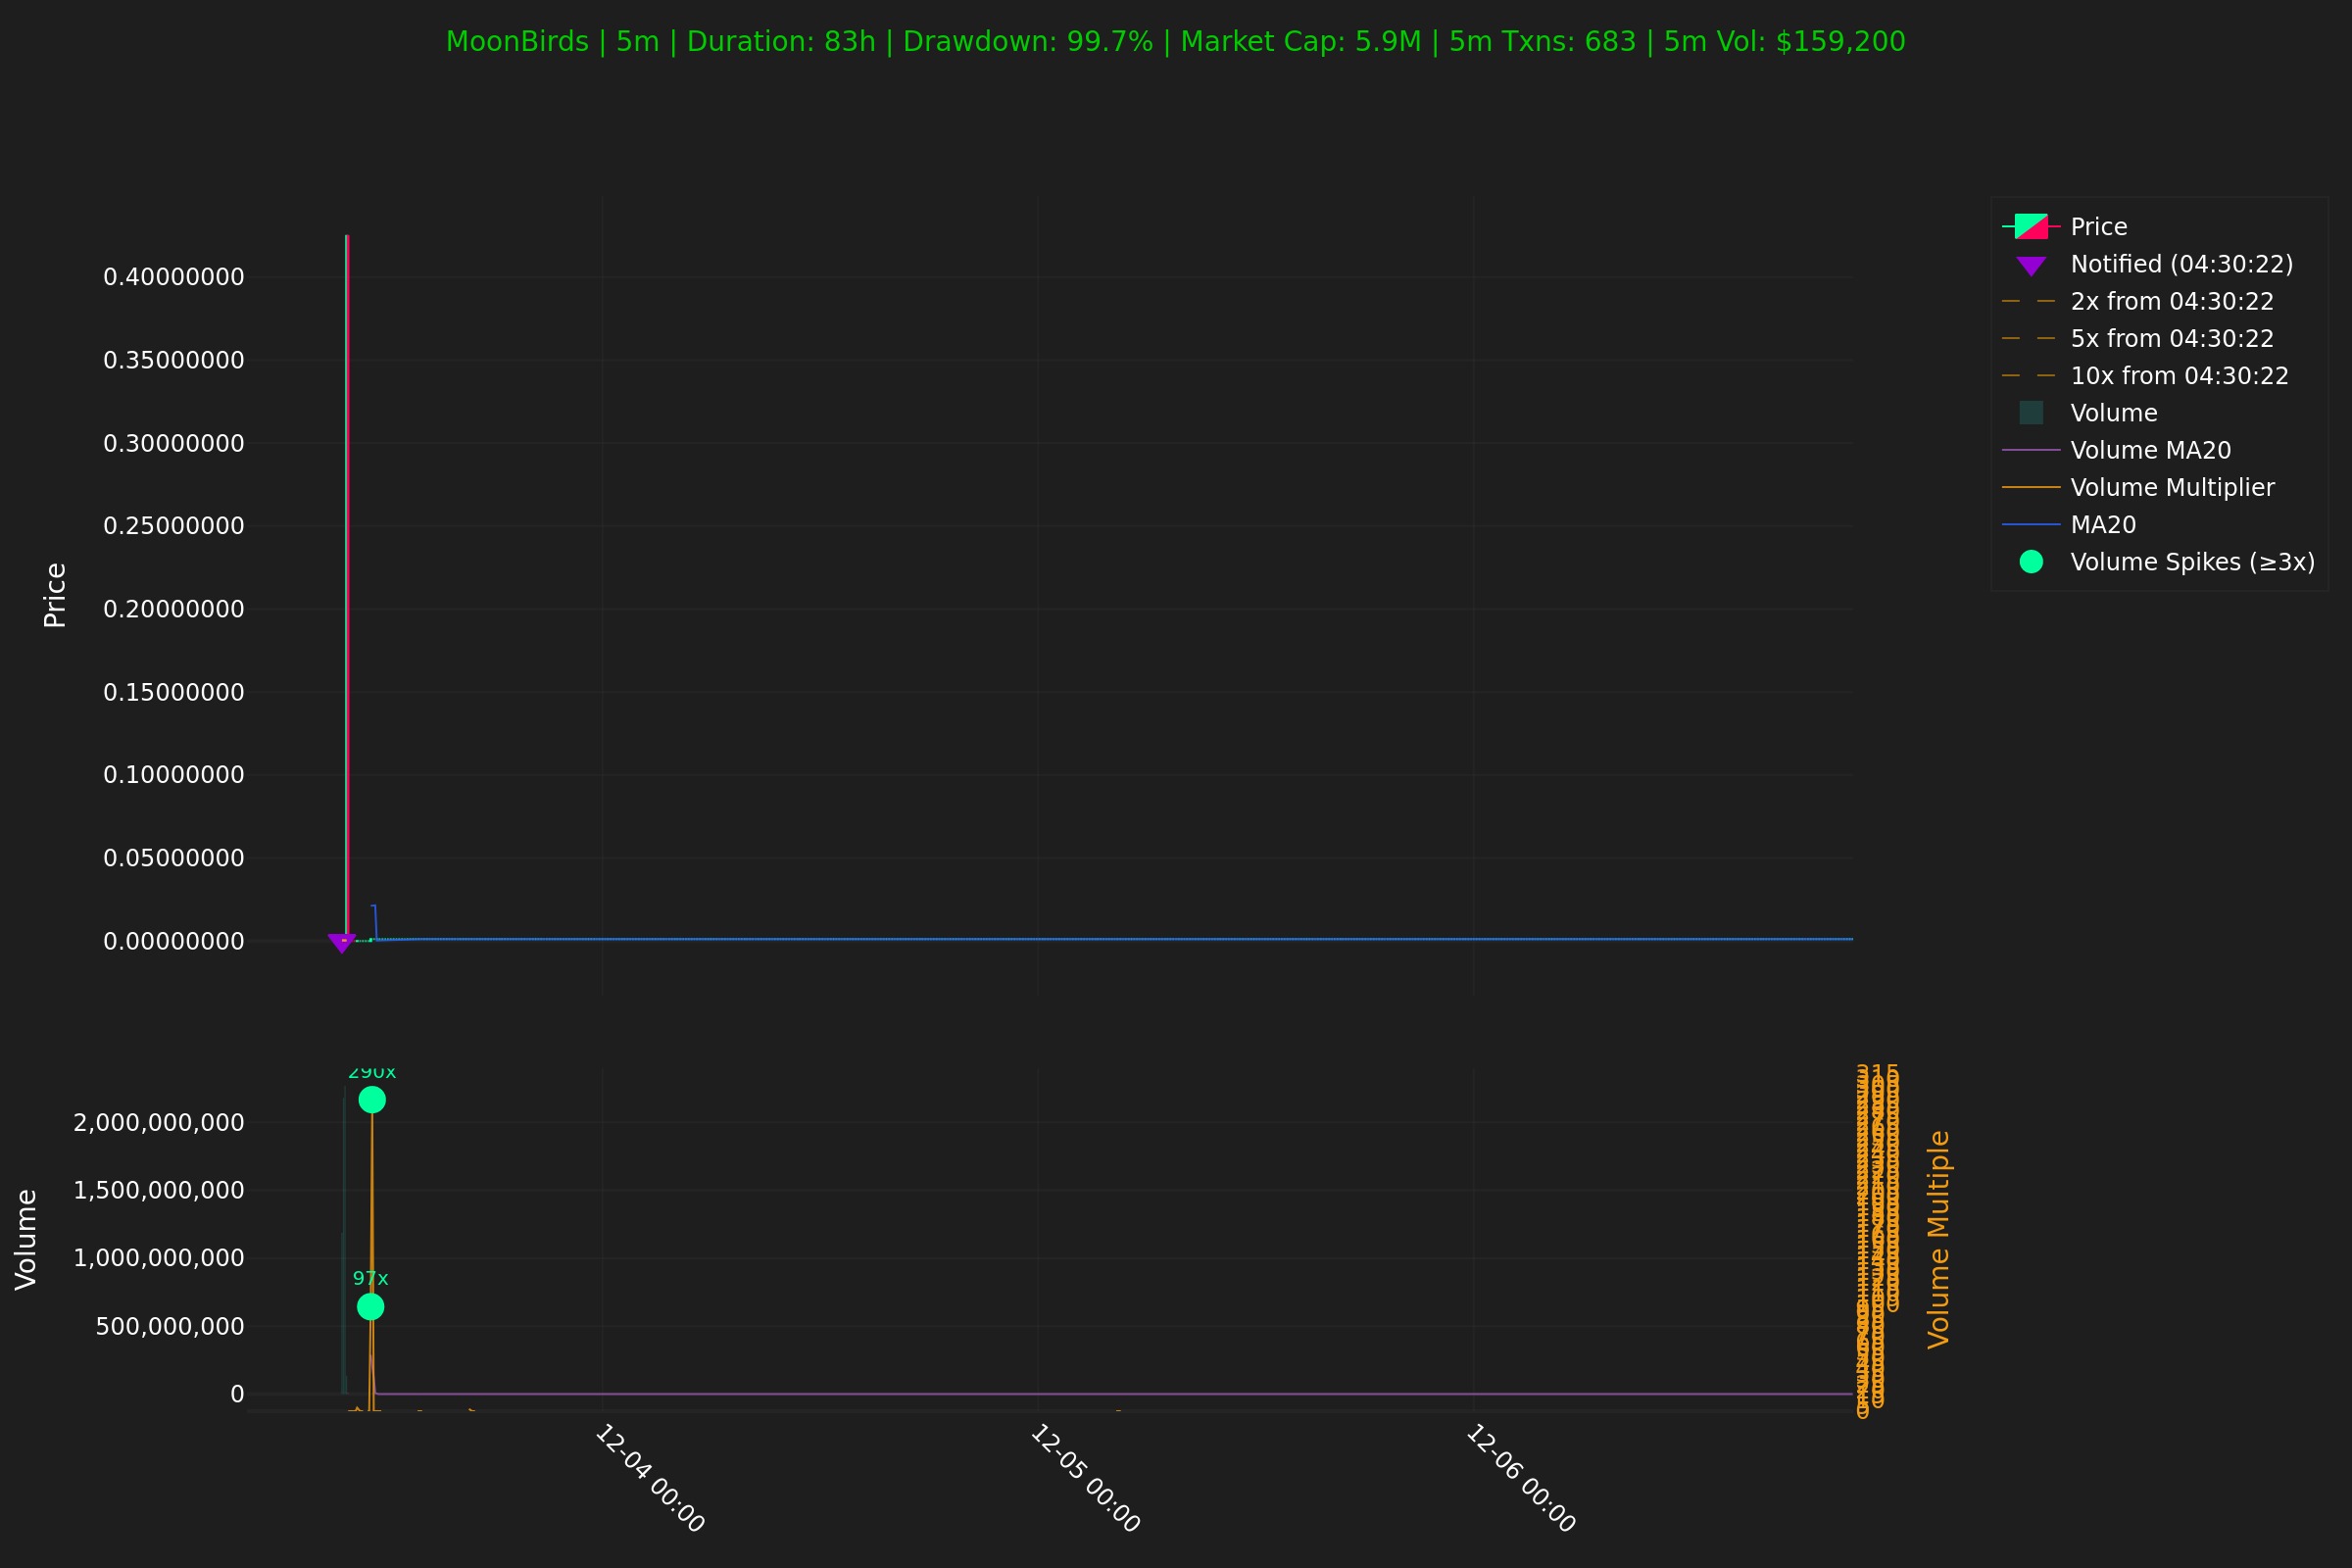 MoonBirds | 5m | Duration: 83h | Drawdown: 99.7% | Market Cap: 5.9M | 5m Txns: 683 | 5m Vol: $159,200
Price
0.40000000
0.35000000
0.30000000
0.25000000
0.20000000
0.15000000
0.10000000
0.05000000
0.00000000
Price
Notified (04:30:22)
2x from 04:30:22
5x from 04:30:22
10x from 04:30:22
Volume
Volume MA20
Volume Multiplier
MA20
Volume Spikes (≥3x)
Volume
2,000,000,000
1,500,000,000
1,000,000,000
500,000,000
0
290x
97x
Volume Multiple
12-04 00:00
12-05 00:00
12-06 00:00